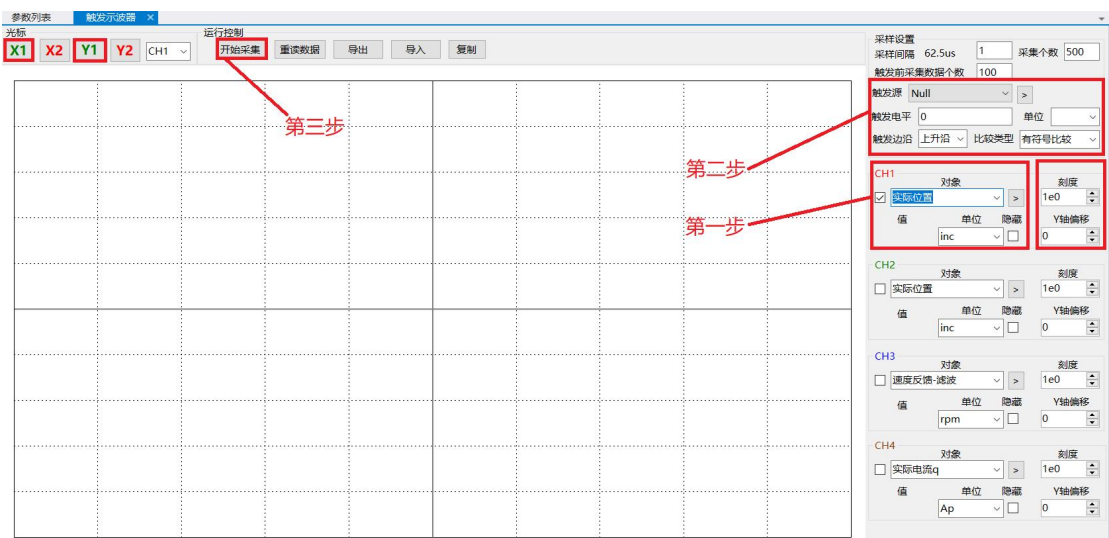 参数列表 触发示波器 ×
光标 运行控制
X1 X2 Y1 Y2 CH1 开始采集 重读数据 导出 导入 复制
采样设置
采样间隔 62.5us 1 采集个数 500
触发前采集数据个数 100
触发源 Null >
触发电平 0 单位
触发边沿 上升沿 比较类型 有符号比较
第三步
第二步
第一步
CH1
对象 刻度
实际位置 > 1e0
值 单位 隐藏 Y轴偏移
inc 0
CH2
对象 刻度
实际位置 > 1e0
值 单位 隐藏 Y轴偏移
inc 0
CH3
对象 刻度
速度反馈-滤波 > 1e0
值 单位 隐藏 Y轴偏移
rpm 0
CH4
对象 刻度
实际电流q > 1e0
值 单位 隐藏 Y轴偏移
Ap 0